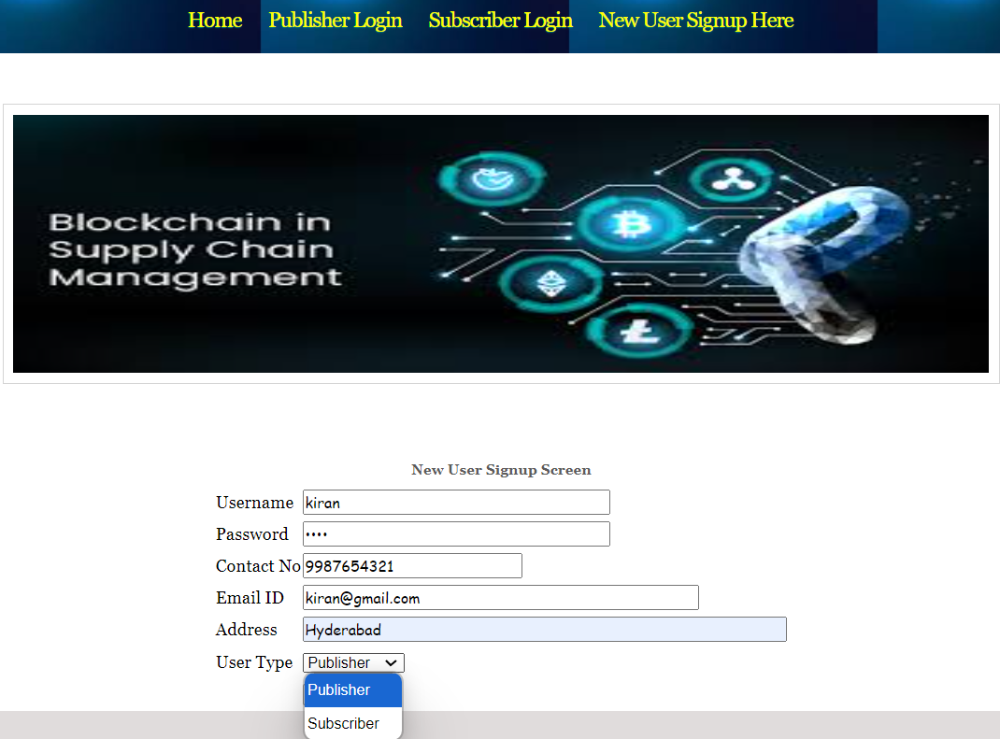 Home Publisher Login Subscriber Login New User Signup Here
Blockchain in
Supply Chain
Management
New User Signup Screen
Username kiran
Password ••••
Contact No 9987654321
Email ID kiran@gmail.com
Address Hyderabad
User Type Publisher
Publisher
Subscriber